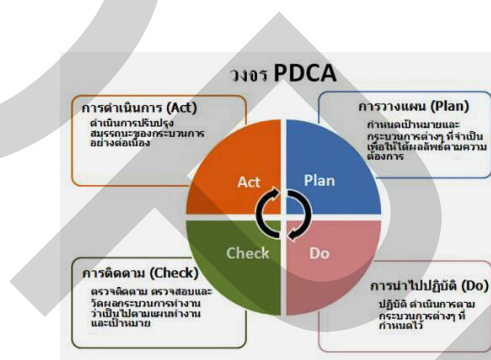 วงจร PDCA
การดำเนินการ (Act)
ดำเนินการปรับปรุง
สมรรถนะของกระบวนการ
อย่างต่อเนื่อง
การวางแผน (Plan)
กำหนดเป้าหมายและ
กระบวนการต่างๆ ที่จำเป็น
เพื่อให้ได้ผลลัพธ์ตามความ
ต้องการ
Act
Plan
Check
Do
การติดตาม (Check)
ตรวจติดตาม ตรวจสอบและ
วัดผลกระบวนการทำงาน
ว่าเป็นไปตามแผนทำงาน
และเป้าหมาย
การนำไปปฏิบัติ (Do)
ปฏิบัติ ดำเนินการตาม
กระบวนการต่างๆ ที่
กำหนดไว้